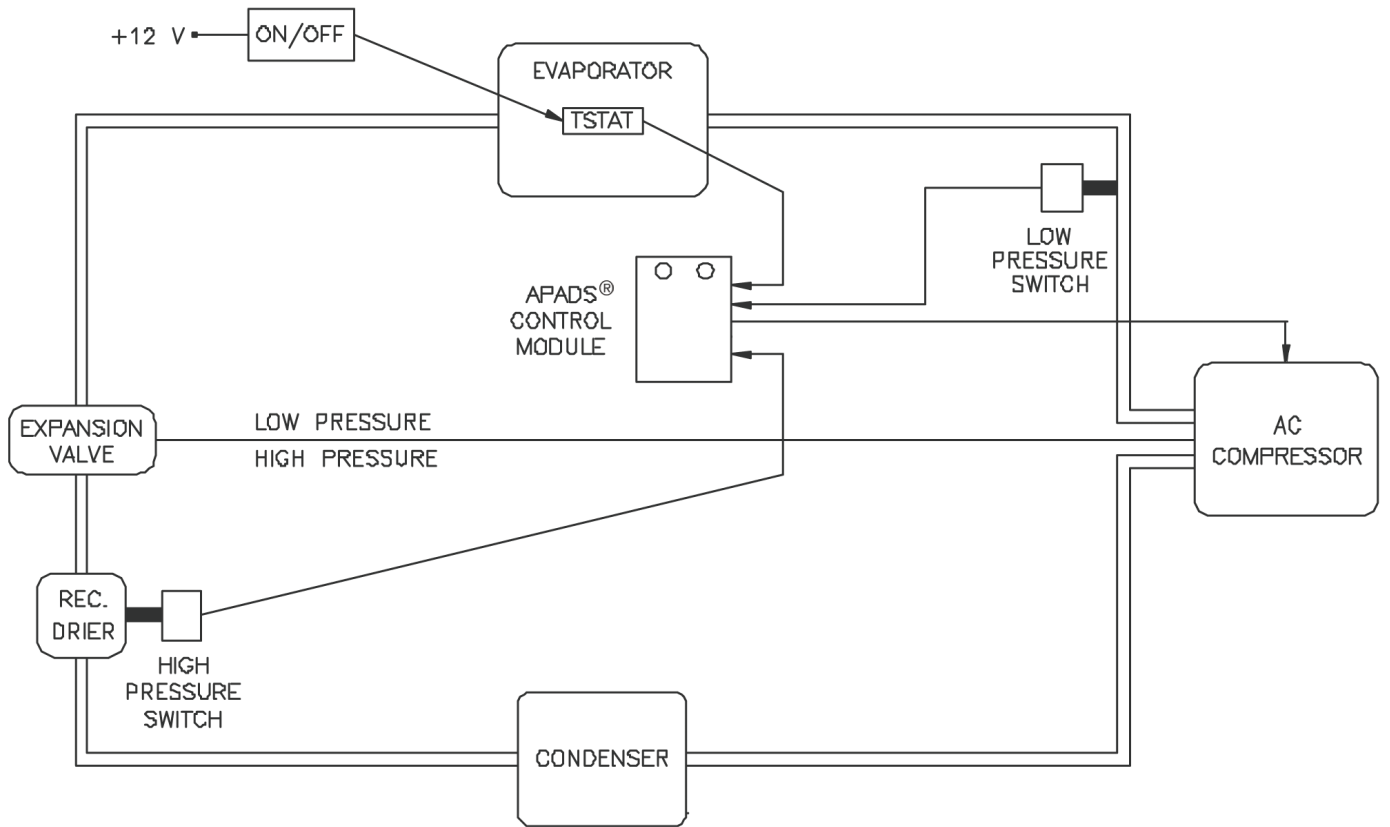 +12 V
ON/OFF
EVAPORATOR
TSTAT
LOW
PRESSURE
SWITCH
APADS®
CONTROL
MODULE
EXPANSION
VALVE
LOW PRESSURE
HIGH PRESSURE
AC
COMPRESSOR
REC.
DRIER
HIGH
PRESSURE
SWITCH
CONDENSER